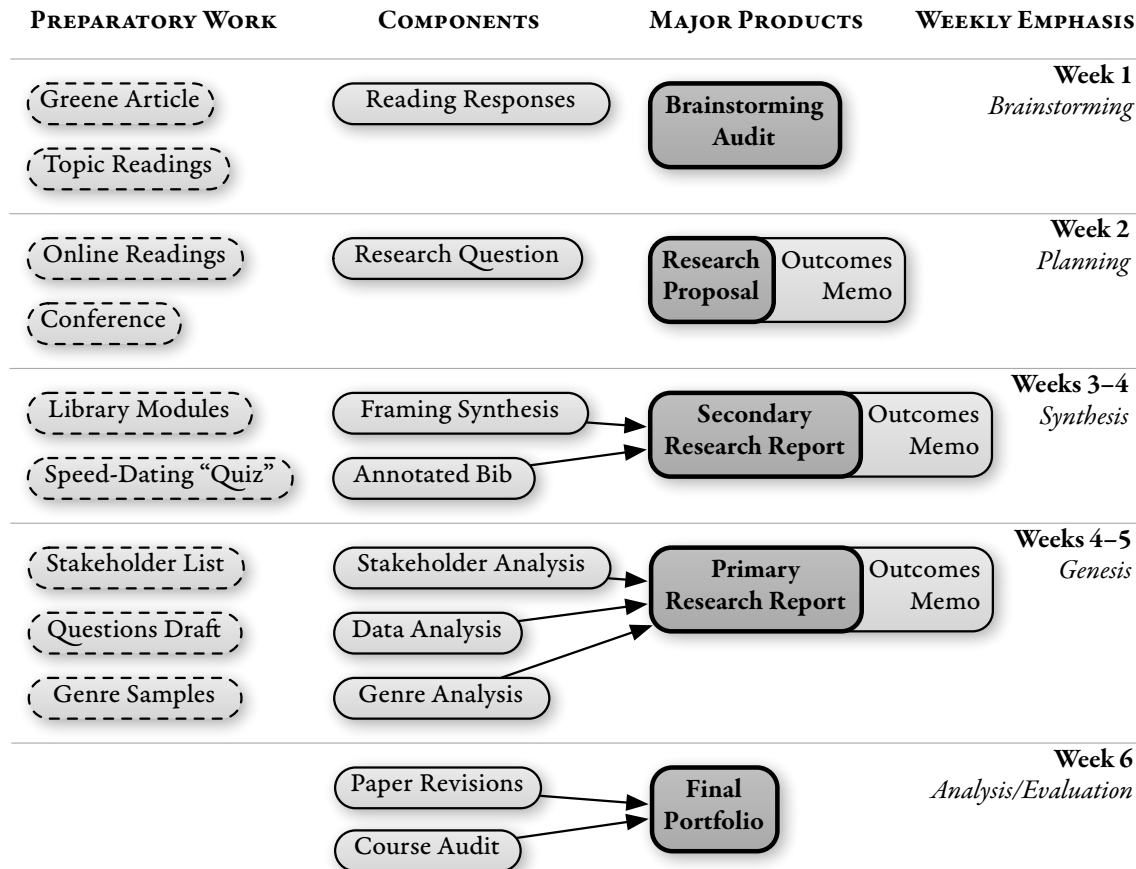 PREPARATORY WORK
COMPONENTS
MAJOR PRODUCTS
WEEKLY EMPHASIS
Greene Article
Topic Readings
Reading Responses
Brainstorming
Audit
Week 1
Brainstorming
Online Readings
Conference
Research Question
Research
Proposal
Outcomes
Memo
Week 2
Planning
Library Modules
Speed-Dating “Quiz”
Framing Synthesis
Annotated Bib
Secondary
Research Report
Outcomes
Memo
Weeks 3–4
Synthesis
Stakeholder List
Questions Draft
Genre Samples
Stakeholder Analysis
Data Analysis
Genre Analysis
Primary
Research Report
Outcomes
Memo
Weeks 4–5
Genesis
Paper Revisions
Course Audit
Final
Portfolio
Week 6
Analysis/Evaluation